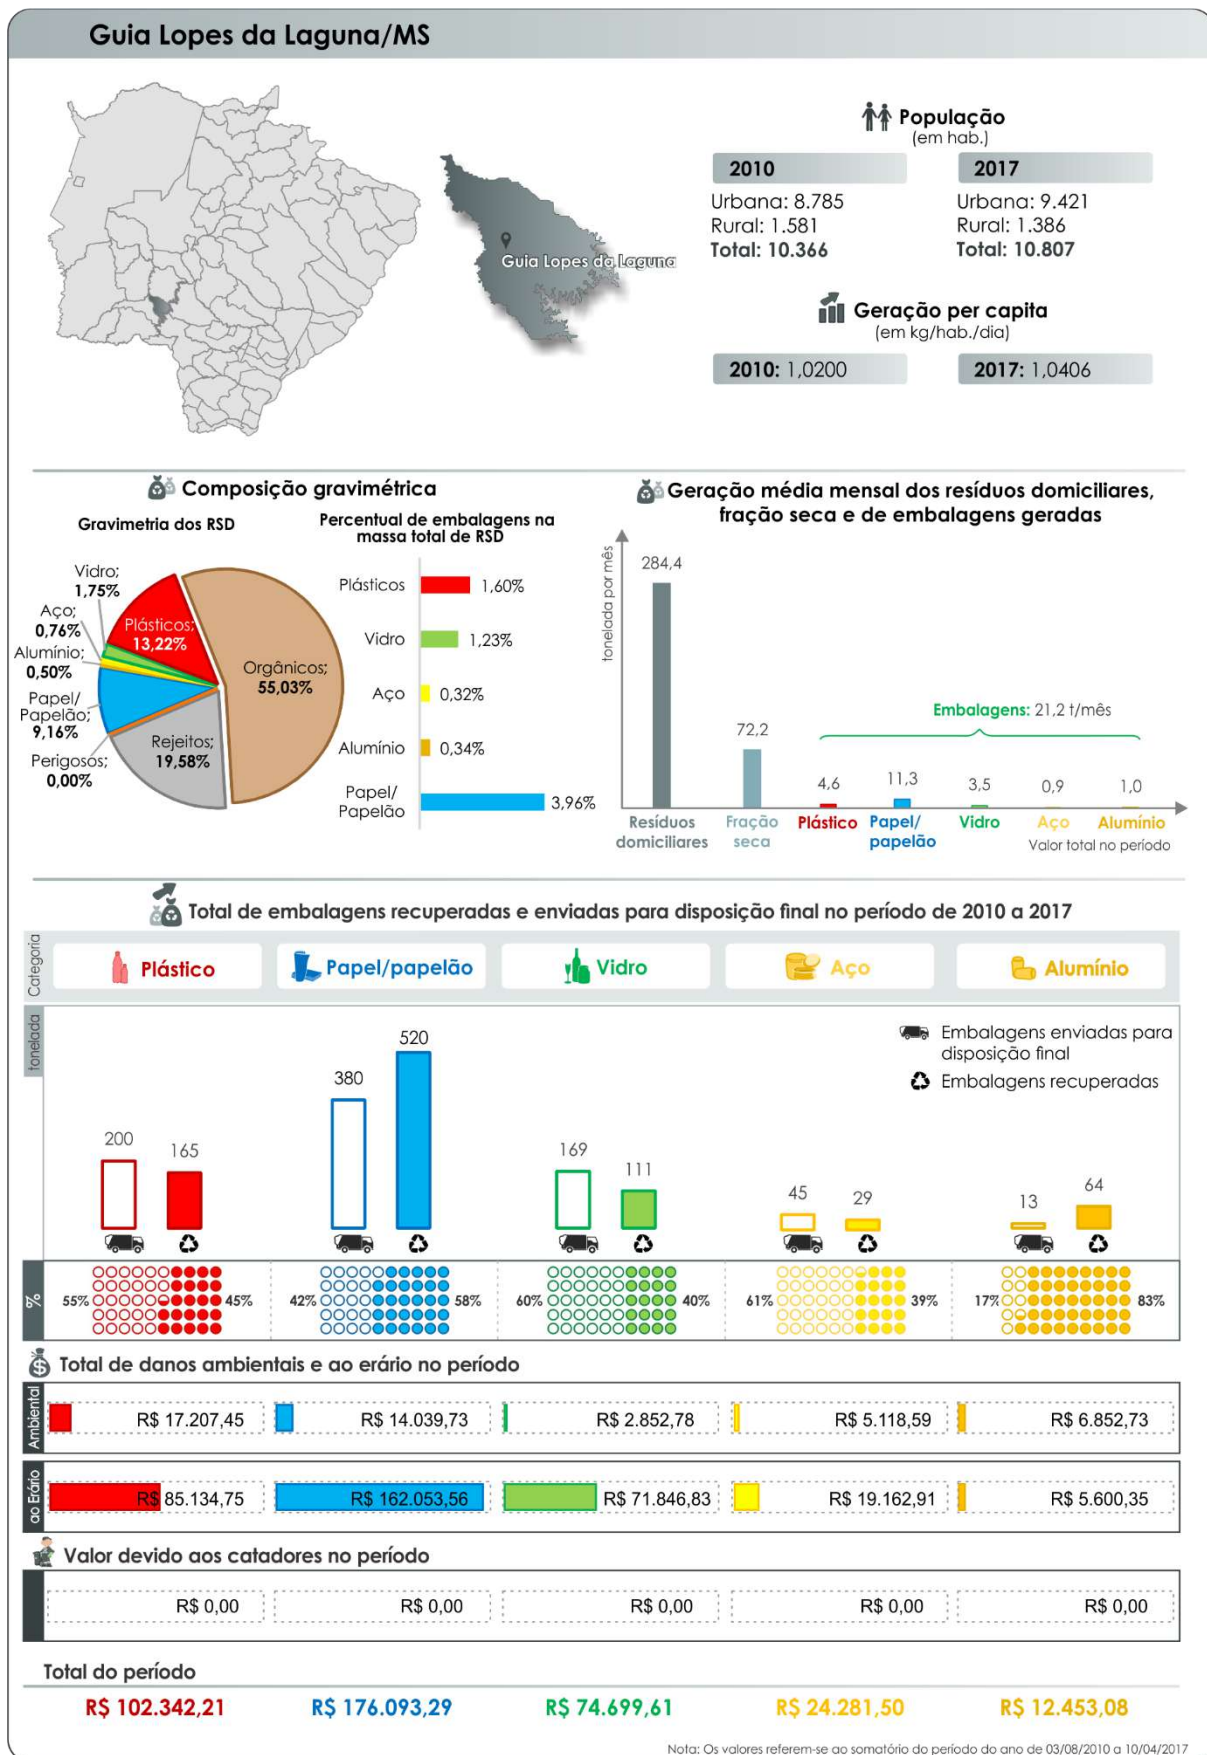 Guia Lopes da Laguna/MS
Guia Lopes da Laguna
População
(em hab.)
2010
Urbana: 8.785
Rural: 1.581
Total: 10.366
2017
Urbana: 9.421
Rural: 1.386
Total: 10.807
Geração per capita
(em kg/hab./dia)
2010: 1,0200
2017: 1,0406
Composição gravimétrica
Gravimetria dos RSD
Vidro;
1,75%
Aço;
0,76%
Alumínio;
0,50%
Papel/
Papelão;
9,16%
Perigosos;
0,00%
Plásticos;
13,22%
Orgânicos;
55,03%
Rejeitos;
19,58%
Percentual de embalagens na
massa total de RSD
Plásticos 1,60%
Vidro 1,23%
Aço 0,32%
Alumínio 0,34%
Papel/
Papelão 3,96%
Geração média mensal dos resíduos domiciliares,
fração seca e de embalagens geradas
tonelada por mês
284,4
72,2
Embalagens: 21,2 t/mês
4,6 11,3 3,5 0,9 1,0
Resíduos
domiciliares
Fração
seca
Plástico
Papel/
papelão
Vidro
Aço
Alumínio
Valor total no período
Total de embalagens recuperadas e enviadas para disposição final no período de 2010 a 2017
Categoria
Plástico Papel/papelão Vidro Aço Alumínio
tonelada
Embalagens enviadas para
disposição final
Embalagens recuperadas
200 165
380 520
169 111
45 29
13 64
%
55% 45% 42% 58% 60% 40% 61% 39% 17% 83%
Total de danos ambientais e ao erário no período
Ambiental
R$ 17.207,45 R$ 14.039,73 R$ 2.852,78 R$ 5.118,59 R$ 6.852,73
ao Erário
R$ 85.134,75 R$ 162.053,56 R$ 71.846,83 R$ 19.162,91 R$ 5.600,35
Valor devido aos catadores no período
R$ 0,00 R$ 0,00 R$ 0,00 R$ 0,00 R$ 0,00
Total do período
R$ 102.342,21 R$ 176.093,29 R$ 74.699,61 R$ 24.281,50 R$ 12.453,08
Nota: Os valores referem-se ao somatório do período do ano de 03/08/2010 a 10/04/2017